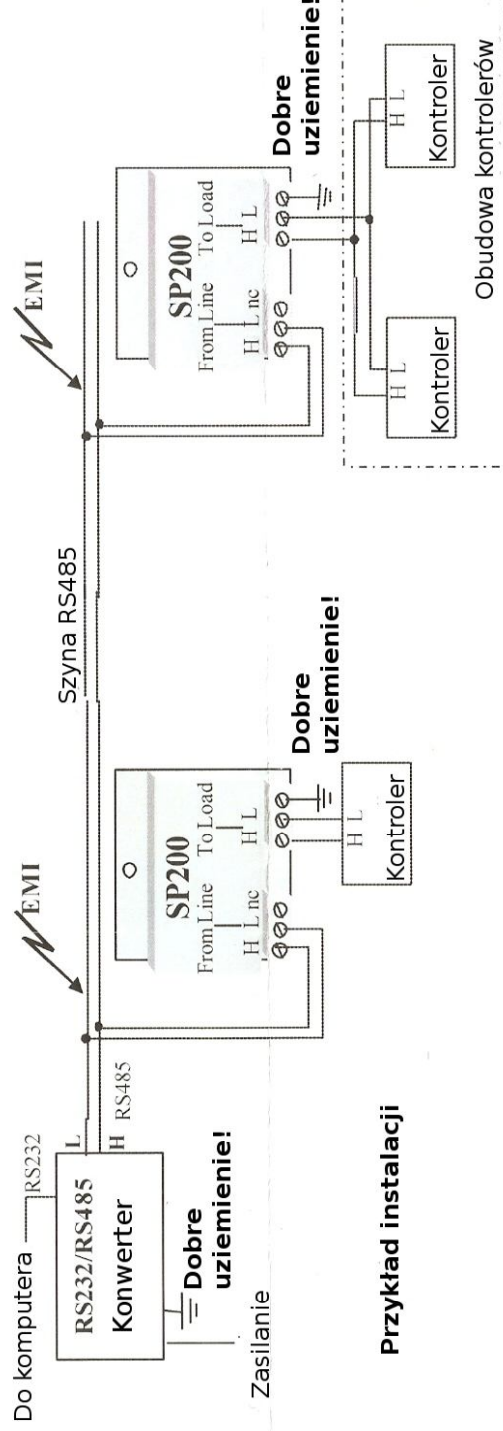 Do komputera
RS232
RS232/RS485
Konwerter
L
H
RS485
Dobre
uziemienie!
Zasilanie
EMI
Szyna RS485
EMI
SP200
From Line To Load
H L nc H L
Dobre
uziemienie!
H L
Kontroler
SP200
From Line To Load
H L nc H L
Dobre
uziemienie!
H L
Kontroler
H L
Kontroler
Obudowa kontrolerów
Przykład instalacji